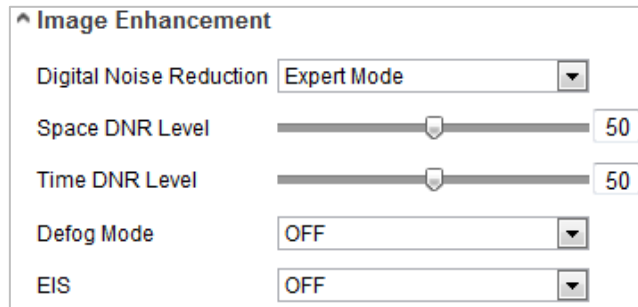 Image Enhancement
Digital Noise Reduction Expert Mode
Space DNR Level 50
Time DNR Level 50
Defog Mode OFF
EIS OFF